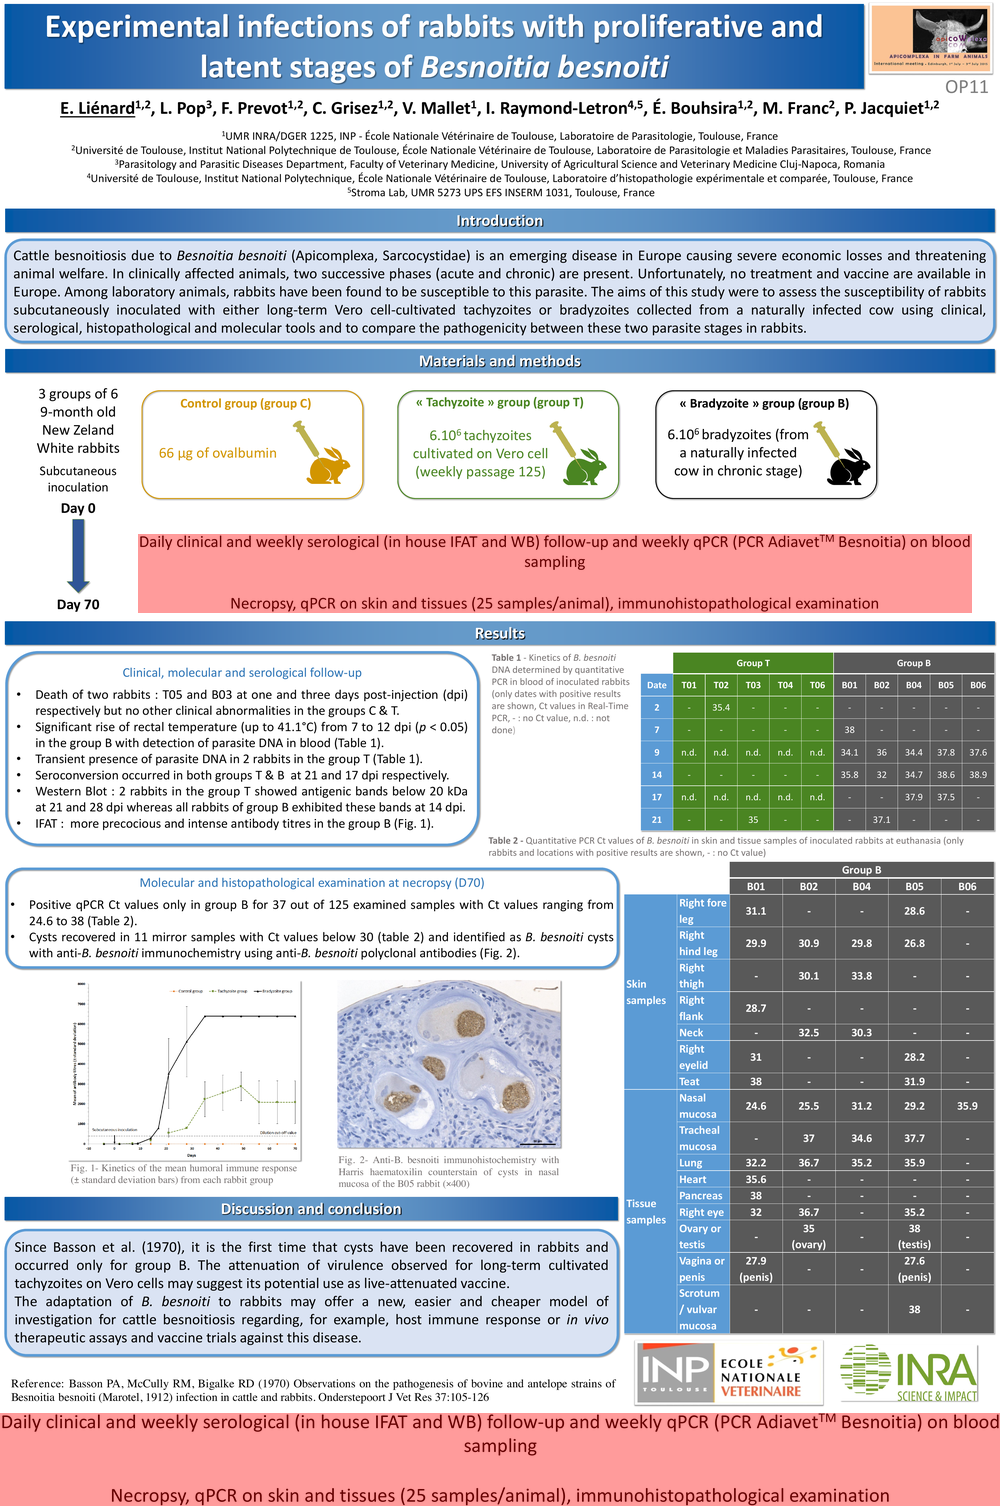 Experimental infections of rabbits with proliferative and
latent stages of Besnoitia besnoiti
apicoWplexa
APICOMPLEXA IN FARM ANIMALS
OP11
E. Liénard1,2, L. Pop3, F. Prevot1,2, C. Grisez1,2, V. Mallet1, I. Raymond-Letron4,5, É. Bouhsira1,2, M. Franc2, P. Jacquiet1,2
1UMR INRA/DGER 1225, INP - École Nationale Vétérinaire de Toulouse, Laboratoire de Parasitologie, Toulouse, France
2Université de Toulouse, Institut National Polytechnique de Toulouse, École Nationale Vétérinaire de Toulouse, Laboratoire de Parasitologie et Maladies Parasitaires, Toulouse, France
3Parasitology and Parasitic Diseases Department, Faculty of Veterinary Medicine, University of Agricultural Science and Veterinary Medicine Cluj-Napoca, Romania
4Université de Toulouse, Institut National Polytechnique, École Nationale Vétérinaire de Toulouse, Laboratoire d'histopathologie expérimentale et comparée, Toulouse, France
5Stroma Lab, UMR 5273 UPS EFS INSERM 1031, Toulouse, France
Introduction
Cattle besnoitiosis due to Besnoitia besnoiti (Apicomplexa, Sarcocystidae) is an emerging disease in Europe causing severe economic losses and threatening
animal welfare. In clinically affected animals, two successive phases (acute and chronic) are present. Unfortunately, no treatment and vaccine are available in
Europe. Among laboratory animals, rabbits have been found to be susceptible to this parasite. The aims of this study were to assess the susceptibility of rabbits
subcutaneously inoculated with either long-term Vero cell-cultivated tachyzoites or bradyzoites collected from a naturally infected cow using clinical,
serological, histopathological and molecular tools and to compare the pathogenicity between these two parasite stages in rabbits.
Materials and methods
3 groups of 6
9-month old
New Zeland
White rabbits
Subcutaneous
inoculation
Day 0
Day 70
Control group (group C)
66 µg of ovalbumin
« Tachyzoite » group (group T)
6.10⁶ tachyzoites
cultivated on Vero cell
(weekly passage 125)
« Bradyzoite » group (group B)
6.10⁶ bradyzoites (from
a naturally infected
cow in chronic stage)
Daily clinical and weekly serological (in house IFAT and WB) follow-up and weekly qPCR (PCR Adiavet™ Besnoitia) on blood
sampling
Necropsy, qPCR on skin and tissues (25 samples/animal), immunohistopathological examination
Results
Clinical, molecular and serological follow-up
• Death of two rabbits : T05 and B03 at one and three days post-injection (dpi)
respectively but no other clinical abnormalities in the groups C & T.
• Significant rise of rectal temperature (up to 41.1°C) from 7 to 12 dpi (p < 0.05)
in the group B with detection of parasite DNA in blood (Table 1).
• Transient presence of parasite DNA in 2 rabbits in the group T (Table 1).
• Seroconversion occurred in both groups T & B at 21 and 17 dpi respectively.
• Western Blot : 2 rabbits in the group T showed antigenic bands below 20 kDa
at 21 and 28 dpi whereas all rabbits of group B exhibited these bands at 14 dpi.
• IFAT : more precocious and intense antibody titres in the group B (Fig. 1).
Table 1 - Kinetics of B. besnoiti
DNA determined by quantitative
PCR in blood of inoculated rabbits
(only dates with positive results
are shown, Ct values in Real-Time
PCR, - : no Ct value, n.d. : not
done)
Group T Group B
Date T01 T02 T03 T04 T06 B01 B02 B04 B05 B06
2 - 35.4 - - - - - - - -
7 - - - - - 38 - - - -
9 n.d. n.d. n.d. n.d. n.d. 34.1 36 34.4 37.8 37.6
14 - - - - - 35.8 32 34.7 38.6 38.9
17 n.d. n.d. n.d. n.d. n.d. - - 37.9 37.5 -
21 - - 35 - - - 37.1 - - -
Table 2 - Quantitative PCR Ct values of B. besnoiti in skin and tissue samples of inoculated rabbits at euthanasia (only
rabbits and locations with positive results are shown, - : no Ct value)
Molecular and histopathological examination at necropsy (D70)
• Positive qPCR Ct values only in group B for 37 out of 125 examined samples with Ct values ranging from
24.6 to 38 (Table 2).
• Cysts recovered in 11 mirror samples with Ct values below 30 (table 2) and identified as B. besnoiti cysts
with anti-B. besnoiti immunochemistry using anti-B. besnoiti polyclonal antibodies (Fig. 2).
Group B
B01 B02 B04 B05 B06
Skin
samples
Right fore
leg 31.1 - - 28.6 -
Right
hind leg 29.9 30.9 29.8 26.8 -
Right
thigh - 30.1 33.8 - -
Right
flank 28.7 - - - -
Neck - 32.5 30.3 - -
Right
eyelid 31 - - 28.2 -
Teat 38 - - 31.9 -
Tissue
samples
Nasal
mucosa 24.6 25.5 31.2 29.2 35.9
Tracheal
mucosa - 37 34.6 37.7 -
Lung 32.2 36.7 35.2 35.9 -
Heart 35.6 - - - -
Pancreas 38 - - - -
Right eye 32 36.7 - 35.2 -
Ovary or
testis - 35 (ovary) - 38 (testis) -
Vagina or
penis 27.9 (penis) - - 27.6 (penis) -
Scrotum
/ vulvar
mucosa - - - 38 -
Control group Tachyzoite group Bradyzoite group
Subcutaneous inoculation
Dilution cut-off value
Days
Fig. 1- Kinetics of the mean humoral immune response
(± standard deviation bars) from each rabbit group
Fig. 2- Anti-B. besnoiti immunohistochemistry with
Harris haematoxilin counterstain of cysts in nasal
mucosa of the B05 rabbit (×400)
Discussion and conclusion
Since Basson et al. (1970), it is the first time that cysts have been recovered in rabbits and
occurred only for group B. The attenuation of virulence observed for long-term cultivated
tachyzoites on Vero cells may suggest its potential use as live-attenuated vaccine.
The adaptation of B. besnoiti to rabbits may offer a new, easier and cheaper model of
investigation for cattle besnoitiosis regarding, for example, host immune response or in vivo
therapeutic assays and vaccine trials against this disease.
Reference: Basson PA, McCully RM, Bigalke RD (1970) Observations on the pathogenesis of bovine and antelope strains of
Besnoitia besnoiti (Marotel, 1912) infection in cattle and rabbits. Onderstepoort J Vet Res 37:105-126
INP
TOULOUSE
ECOLE
NATIONALE
VETERINAIRE
INRA
SCIENCE & IMPACT
Daily clinical and weekly serological (in house IFAT and WB) follow-up and weekly qPCR (PCR Adiavet™ Besnoitia) on blood
sampling
Necropsy, qPCR on skin and tissues (25 samples/animal), immunohistopathological examination